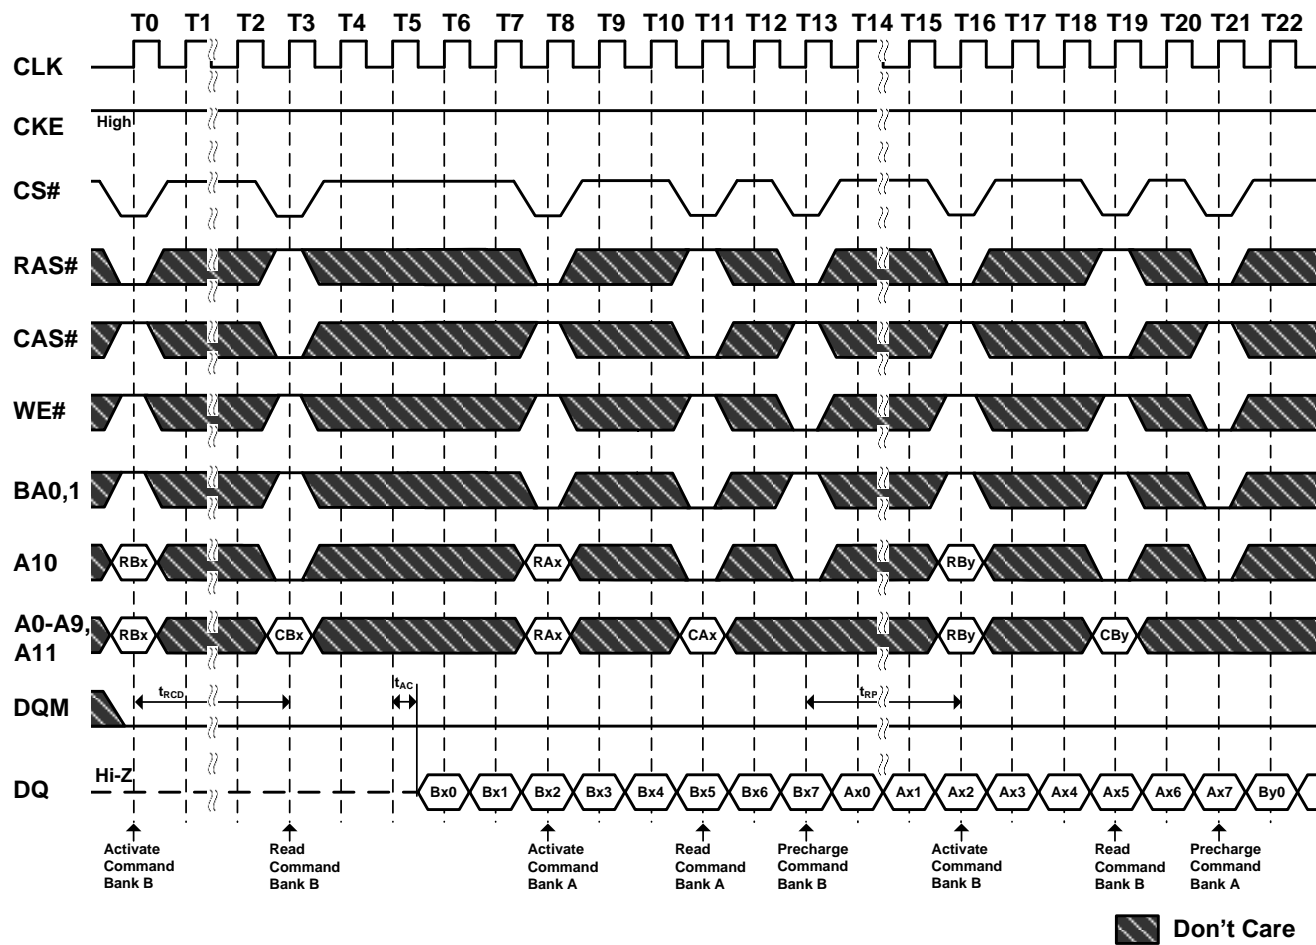 T0 T1 T2 T3 T4 T5 T6 T7 T8 T9 T10 T11 T12 T13 T14 T15 T16 T17 T18 T19 T20 T21 T22
CLK
CKE High
CS#
RAS#
CAS#
WE#
BA0,1
A10 RBx RAx RBy
A0-A9,
A11 RBx CBx RAx CAx RBy CBy
tRCD tAC tRP
DQM
Hi-Z
DQ Bx0 Bx1 Bx2 Bx3 Bx4 Bx5 Bx6 Bx7 Ax0 Ax1 Ax2 Ax3 Ax4 Ax5 Ax6 Ax7 By0
Activate
Command
Bank B
Read
Command
Bank B
Activate
Command
Bank A
Read
Command
Bank A
Precharge
Command
Bank B
Activate
Command
Bank B
Read
Command
Bank B
Precharge
Command
Bank A
Don't Care